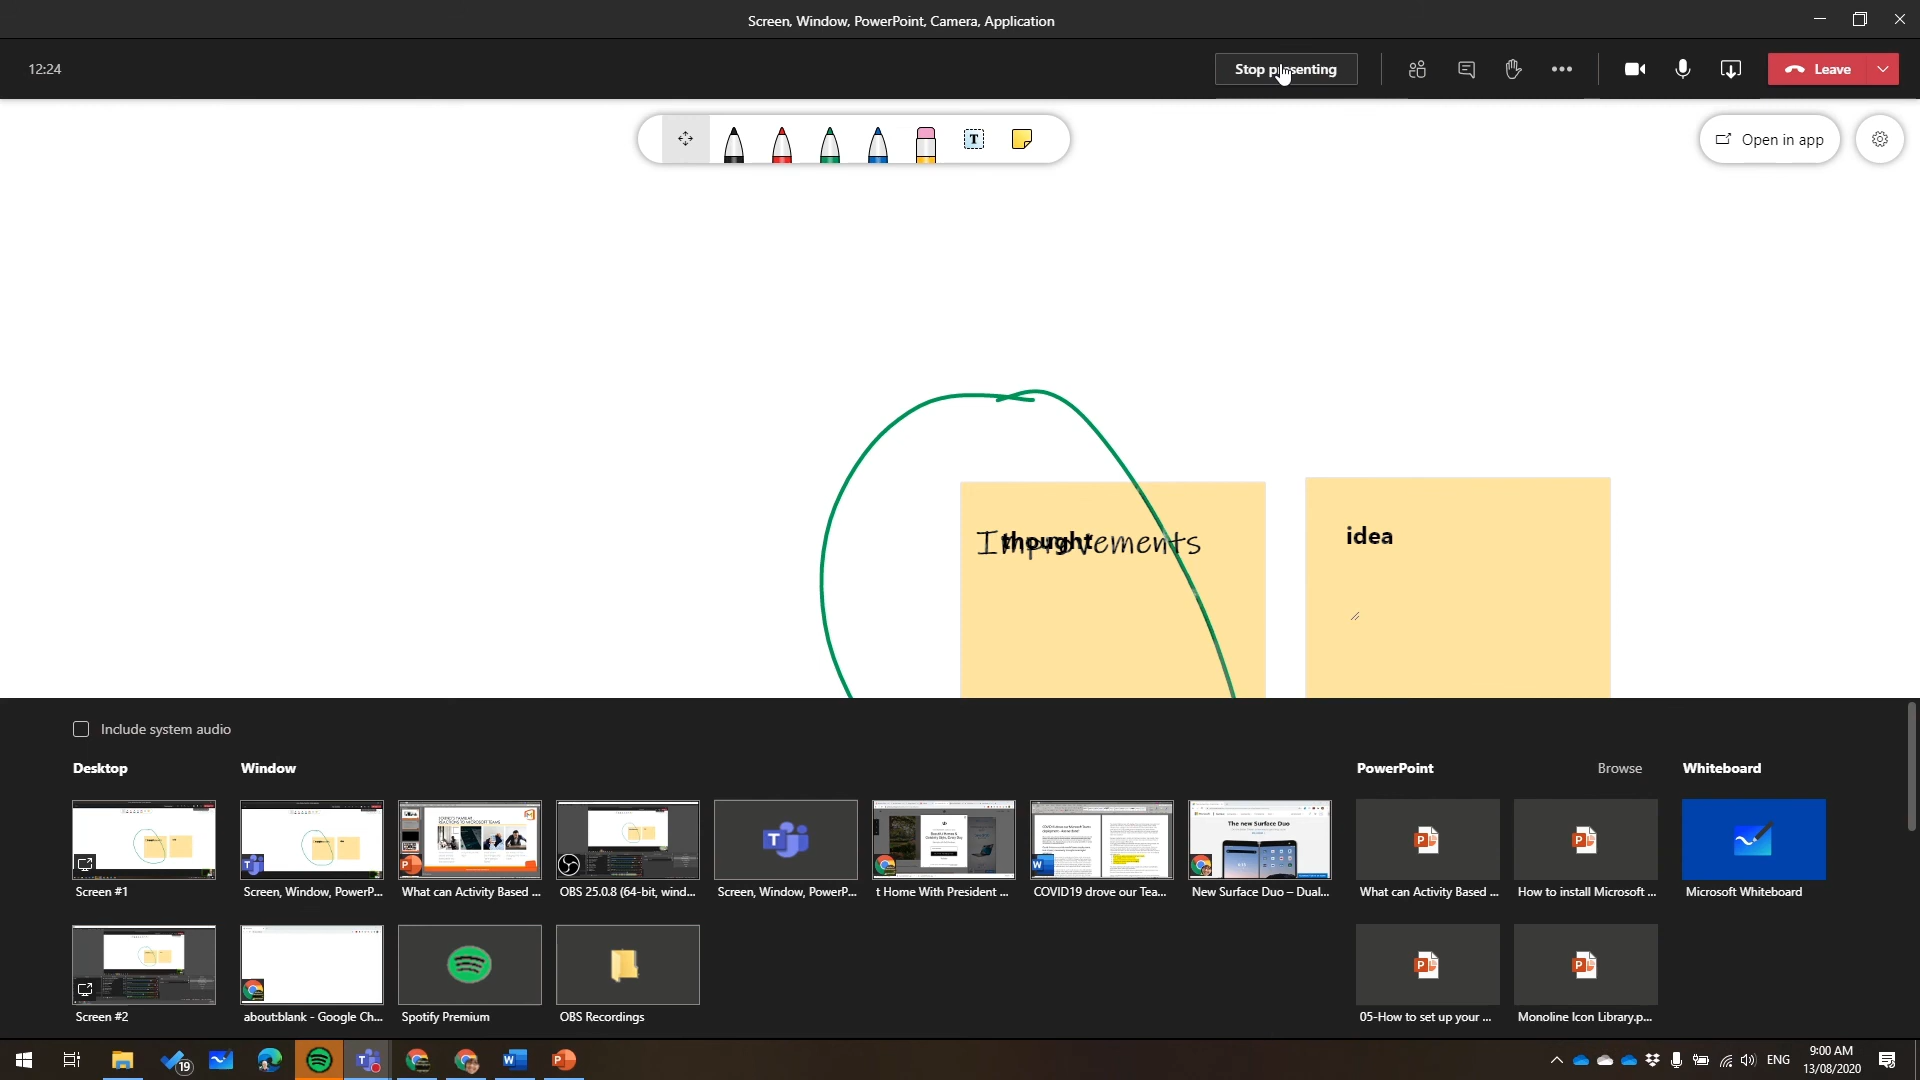 Screen, Window, PowerPoint, Camera, Application
12:24
Stop presenting
Leave
T
Open in app
thought
Improvements
idea
Include system audio
Desktop
Window
PowerPoint
Browse
Whiteboard
The new Surface Duo
Screen #1
Screen, Window, PowerP...
What can Activity Based ...
OBS 25.0.8 (64-bit, wind...
Screen, Window, PowerP...
t Home With President ...
COVID19 drove our Tea...
New Surface Duo – Dual...
What can Activity Based ...
How to install Microsoft ...
Microsoft Whiteboard
Screen #2
about:blank - Google Ch...
Spotify Premium
OBS Recordings
05-How to set up your ...
Monoline Icon Library.p...
19
ENG
9:00 AM
13/08/2020